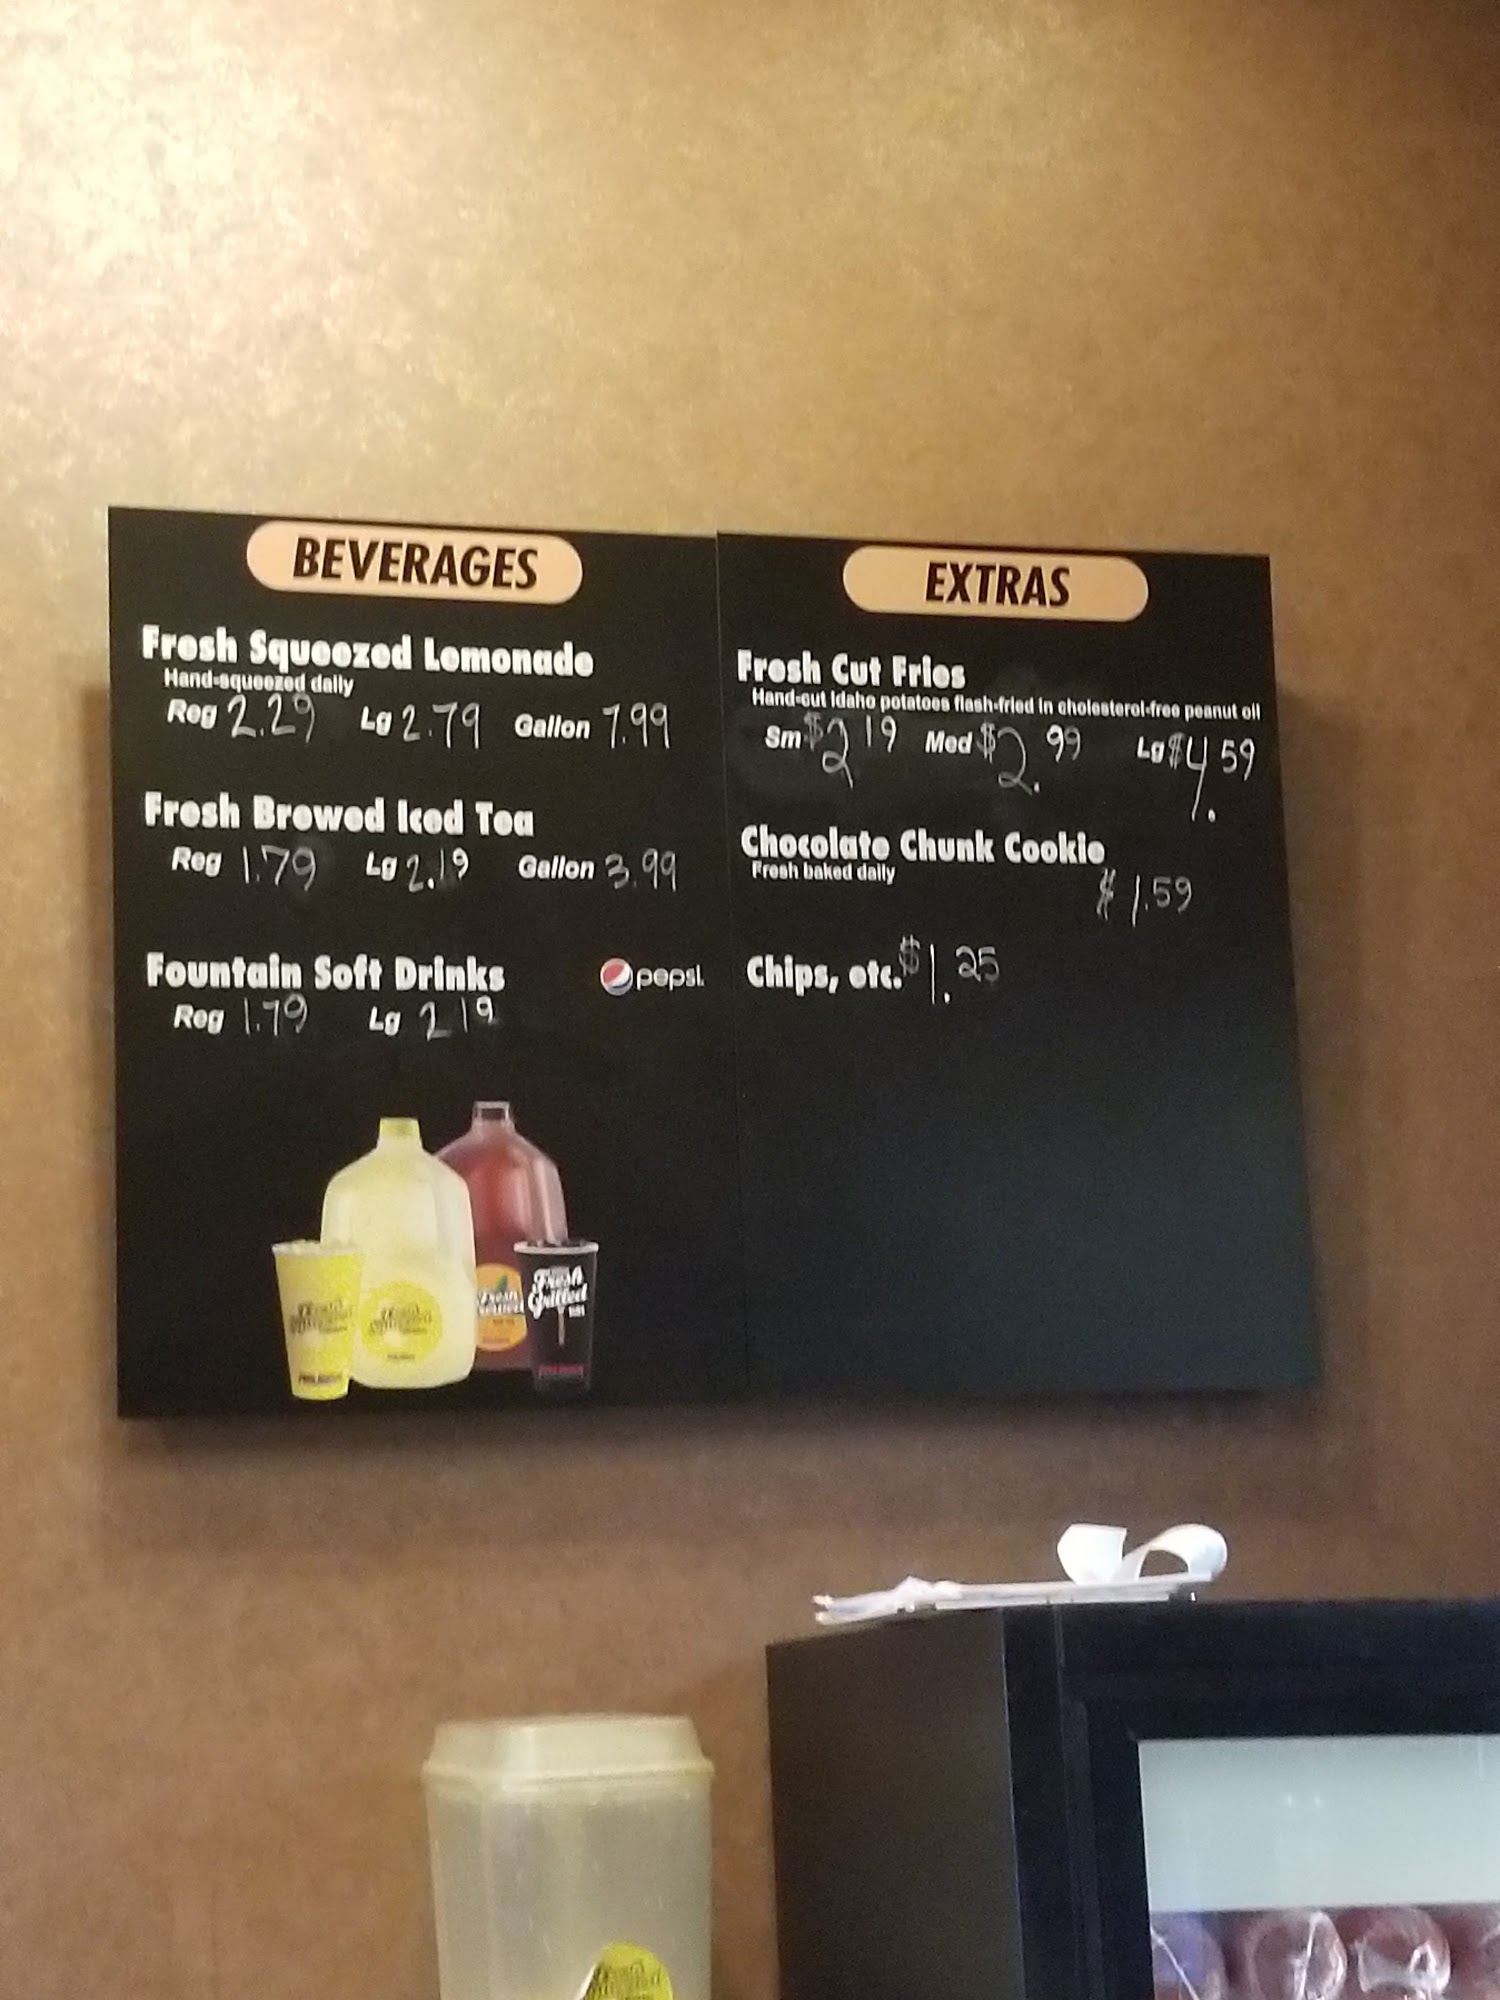 BEVERAGES
Fresh Squeezed Lemonade
Hand-squeezed daily
Reg 2.29 Lg 2.79 Gallon 7.99
Fresh Brewed Iced Tea
Reg 1.79 Lg 2.19 Gallon 3.99
Fountain Soft Drinks pepsi.
Reg 1.79 Lg 2 19
Fresh
Grilled
EXTRAS
Fresh Cut Fries
Hand-cut Idaho potatoes flash-fried in cholesterol-free peanut oil
Sm $2 19 Med $2.99 Lg $4.59
Chocolate Chunk Cookie
Fresh baked daily
$1.59
Chips, etc. $1.25